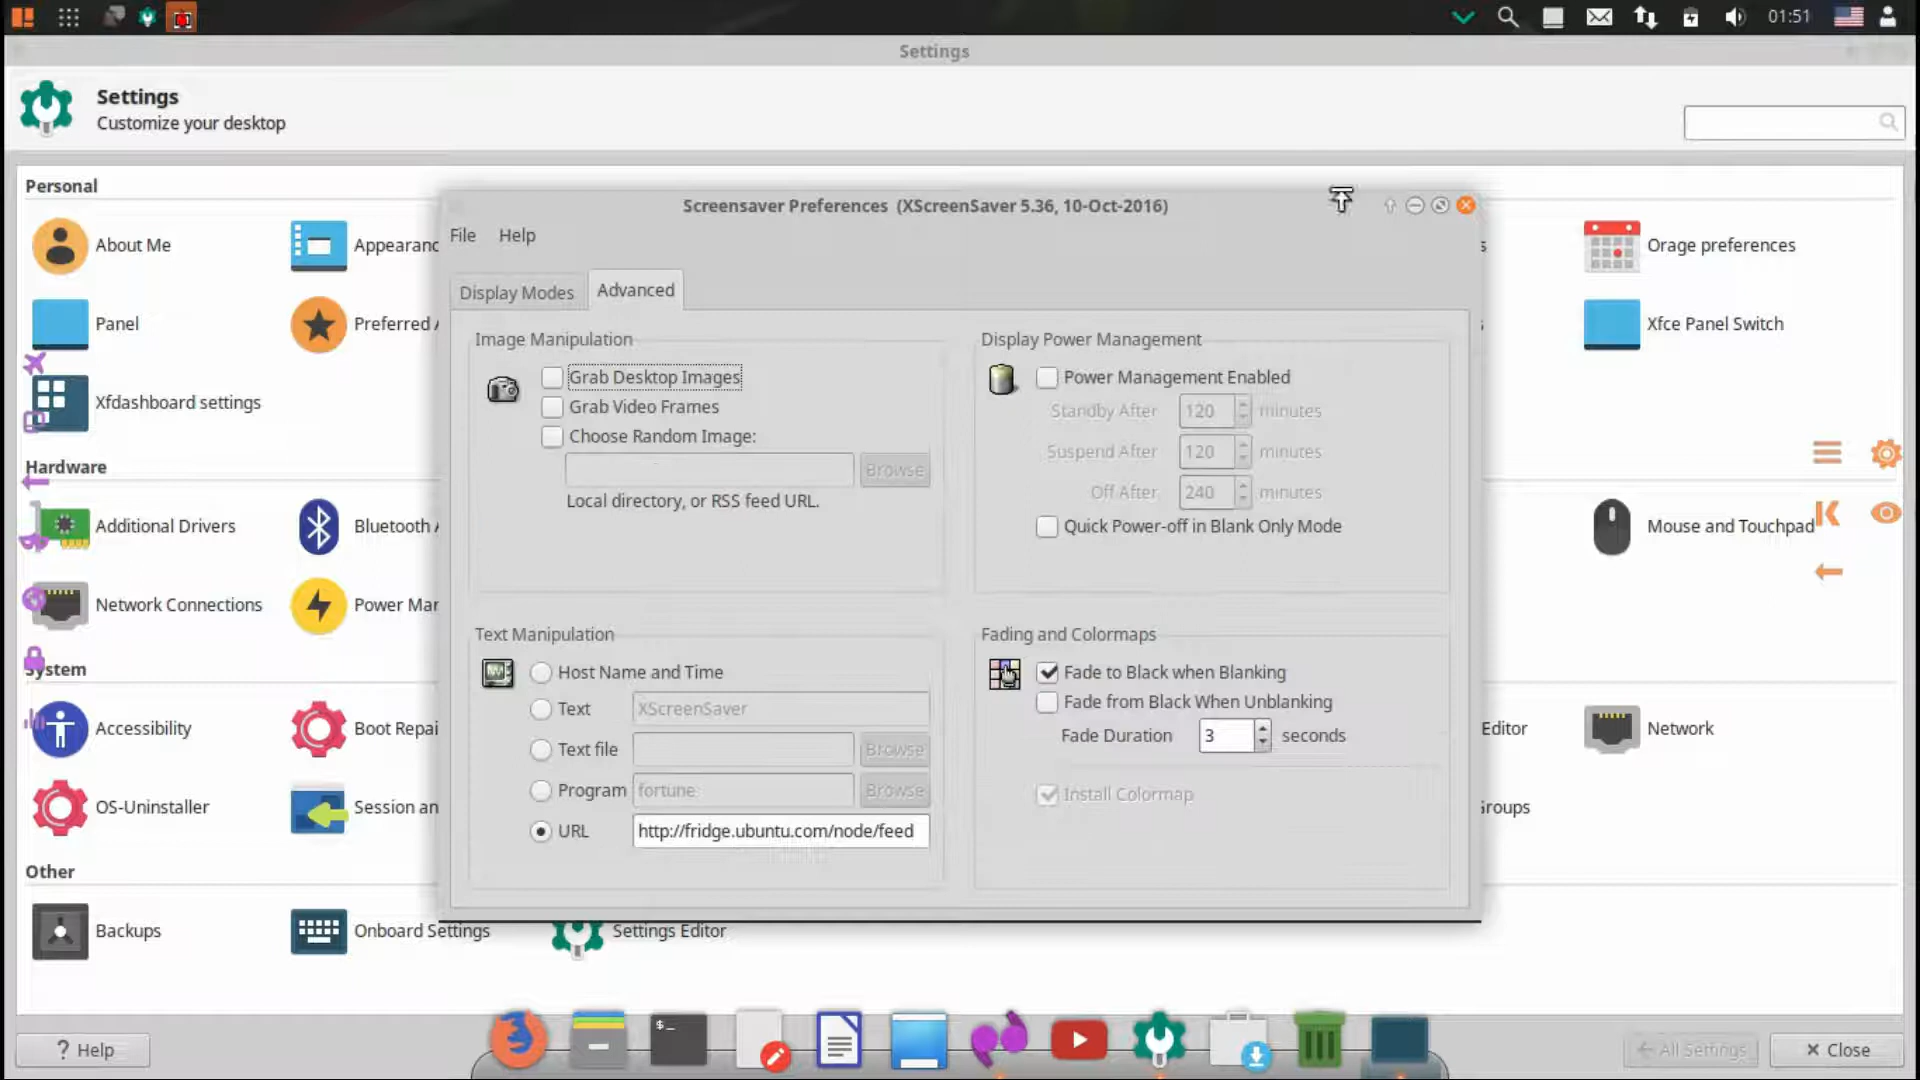 01:51
Settings
Settings
Customize your desktop
Personal
About Me
Appearanc
Orage preferences
Panel
Preferred A
Xfce Panel Switch
Xfdashboard settings
Hardware
Additional Drivers
Bluetooth A
Mouse and Touchpad
Network Connections
Power Mar
System
Accessibility
Boot Repai
Editor
Network
OS-Uninstaller
Session an
Groups
Other
Backups
Onboard Settings
Settings Editor
Screensaver Preferences (XScreenSaver 5.36, 10-Oct-2016)
File Help
Display Modes Advanced
Image Manipulation
Grab Desktop Images
Grab Video Frames
Choose Random Image:
Browse
Local directory, or RSS feed URL.
Display Power Management
Power Management Enabled
Standby After 120 minutes
Suspend After 120 minutes
Off After 240 minutes
Quick Power-off in Blank Only Mode
Text Manipulation
Host Name and Time
Text XScreenSaver
Text file Browse
Program fortune Browse
URL http://fridge.ubuntu.com/node/feed
Fading and Colormaps
Fade to Black when Blanking
Fade from Black When Unblanking
Fade Duration 3 seconds
Install Colormap
? Help
All Settings
Close